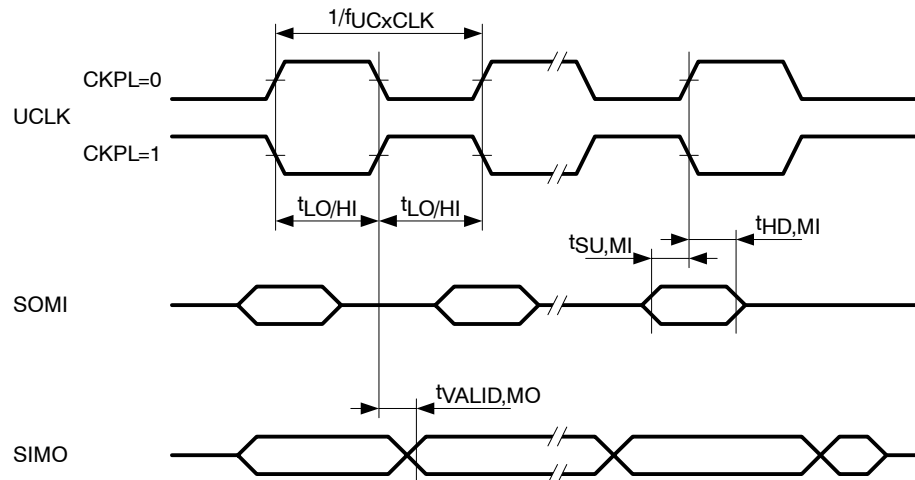 1/fUCxCLK
CKPL=0
UCLK
CKPL=1
tLO/HI tLO/HI
tHD,MI
tSU,MI
SOMI
tVALID,MO
SIMO